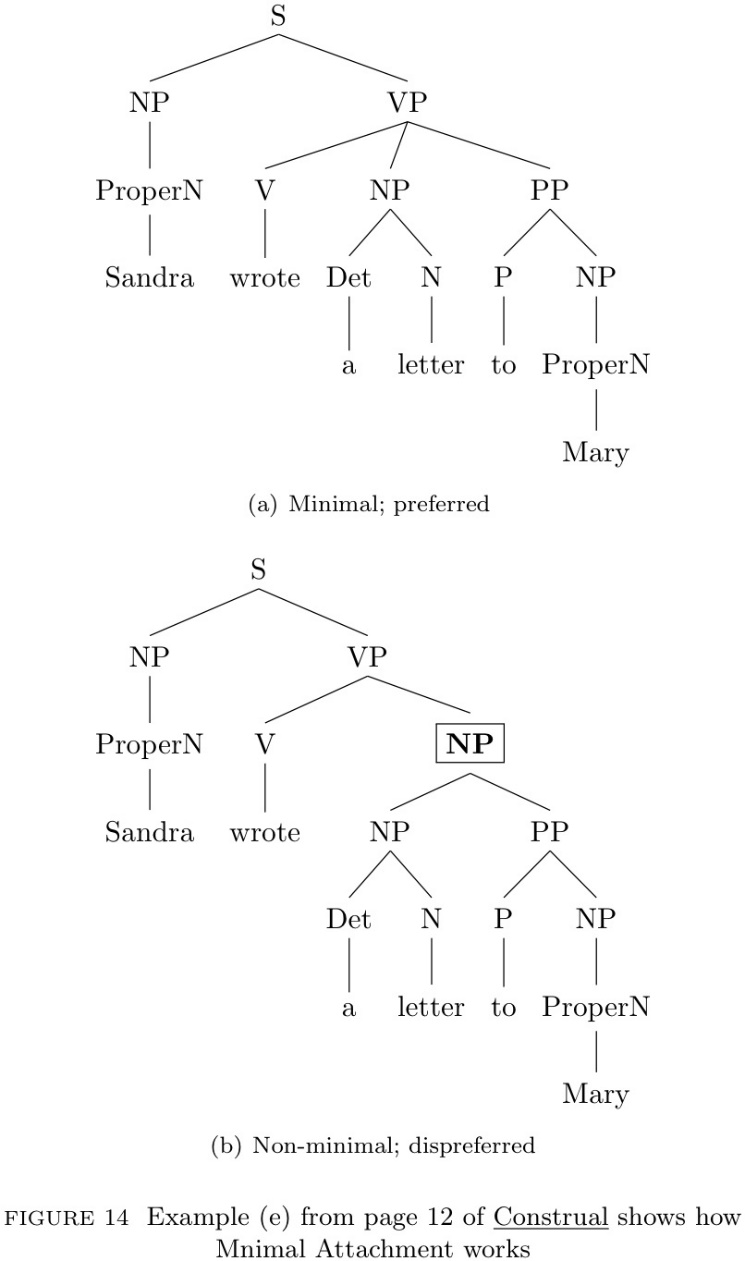 S
NP VP
ProperN V NP PP
Sandra wrote Det N P NP
a letter to ProperN
Mary
(a) Minimal; preferred
S
NP VP
ProperN V NP
Sandra wrote NP PP
Det N P NP
a letter to ProperN
Mary
(b) Non-minimal; dispreferred
FIGURE 14 Example (e) from page 12 of Construal shows how
Mnimal Attachment works